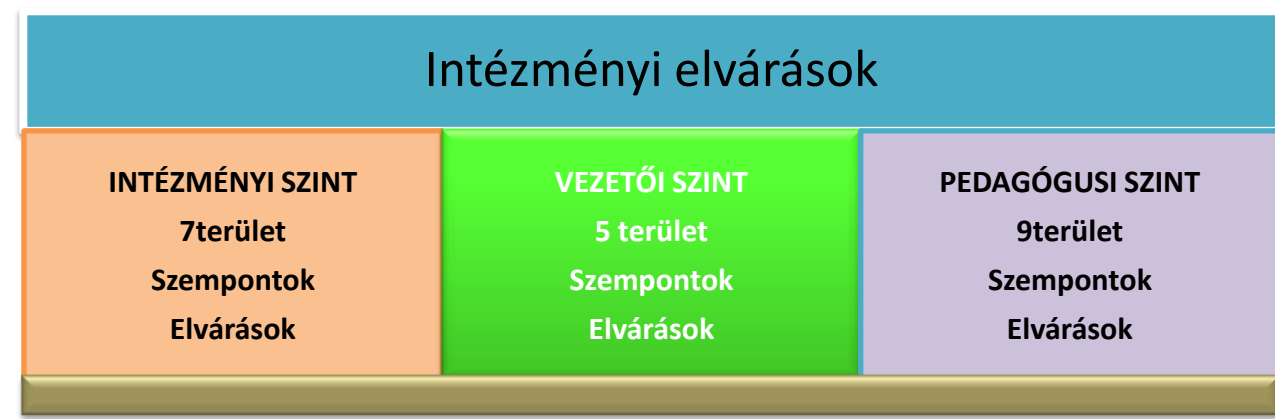 Intézményi elvárások
INTÉZMÉNYI SZINT
7terület
Szempontok
Elvárások
VEZETŐI SZINT
5 terület
Szempontok
Elvárások
PEDAGÓGUSI SZINT
9terület
Szempontok
Elvárások